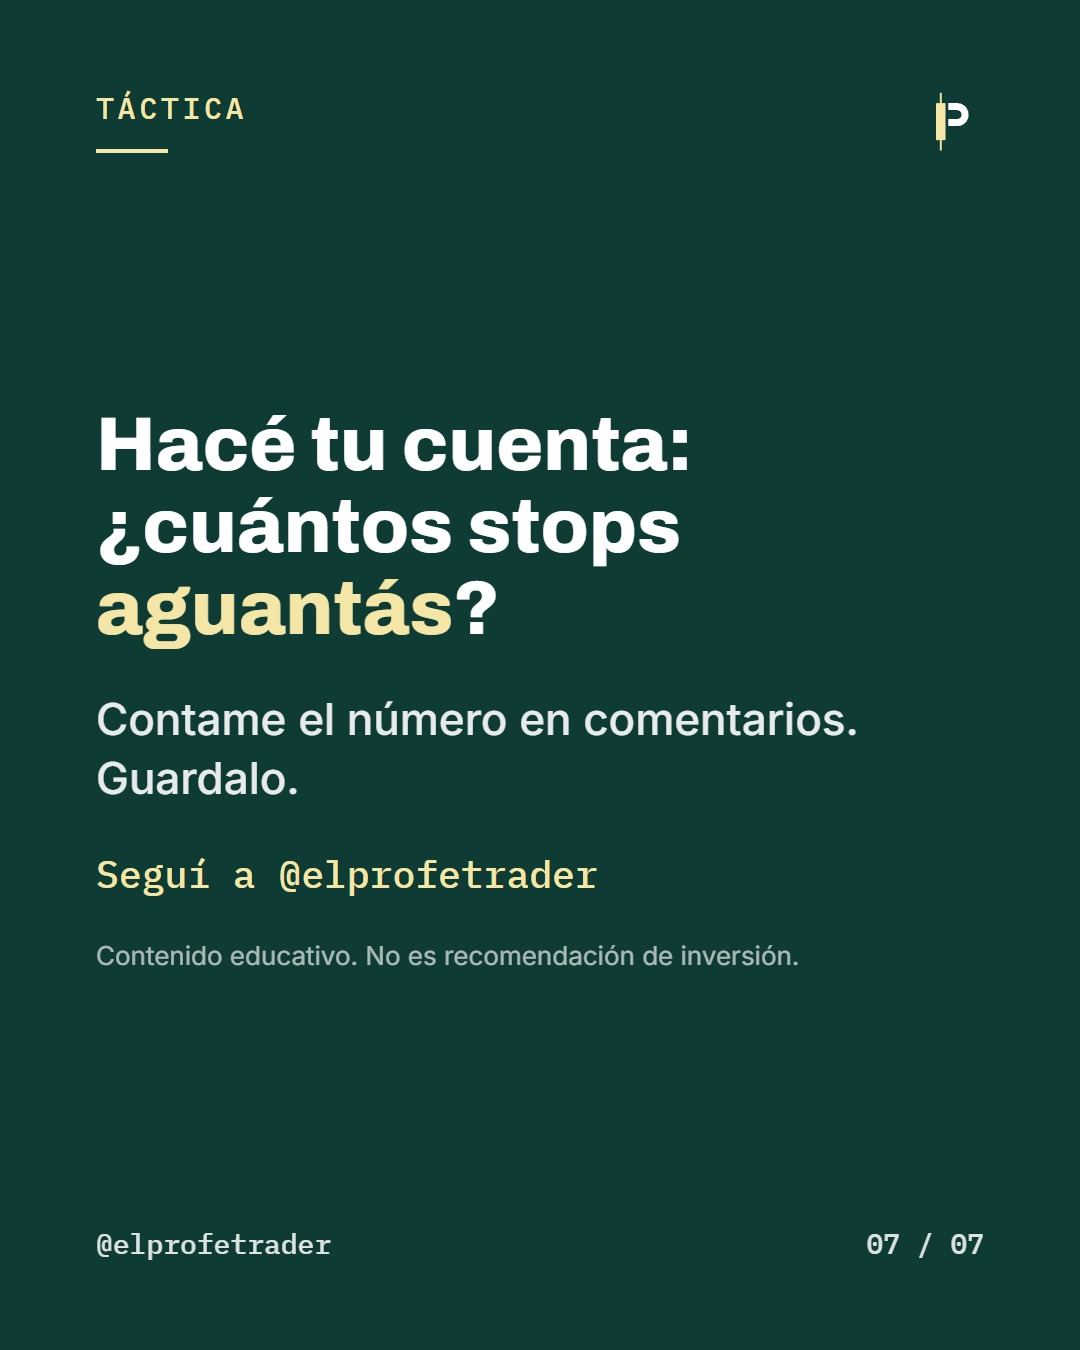 TÁCTICA
P
Hacé tu cuenta:
¿cuántos stops
aguantás?
Contame el número en comentarios.
Guardalo.
Seguí a @elprofetrader
Contenido educativo. No es recomendación de inversión.
@elprofetrader
07 / 07